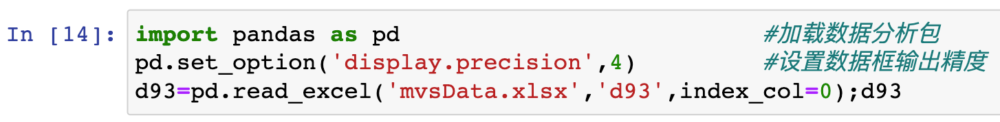 In [14]: import pandas as pd #加载数据分析包
pd.set_option('display.precision',4) #设置数据框输出精度
d93=pd.read_excel('mvsData.xlsx','d93',index_col=0);d93